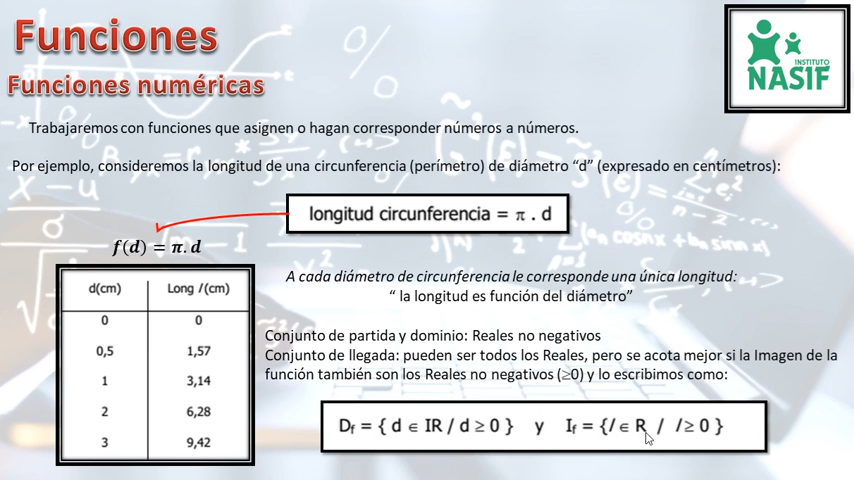 Funciones
Funciones numéricas
INSTITUTO
NASIF
Trabajaremos con funciones que asignen o hagan corresponder números a números.
Por ejemplo, consideremos la longitud de una circunferencia (perímetro) de diámetro “d” (expresado en centímetros):
longitud circunferencia = π . d
f(d) = π.d
d(cm) Long l(cm)
0 0
0,5 1,57
1 3,14
2 6,28
3 9,42
A cada diámetro de circunferencia le corresponde una única longitud:
“ la longitud es función del diámetro”
Conjunto de partida y dominio: Reales no negativos
Conjunto de llegada: pueden ser todos los Reales, pero se acota mejor si la Imagen de la
función también son los Reales no negativos (≥0) y lo escribimos como:
Df = { d ∈ IR / d ≥ 0 } y If = {l ∈ R / l ≥ 0 }